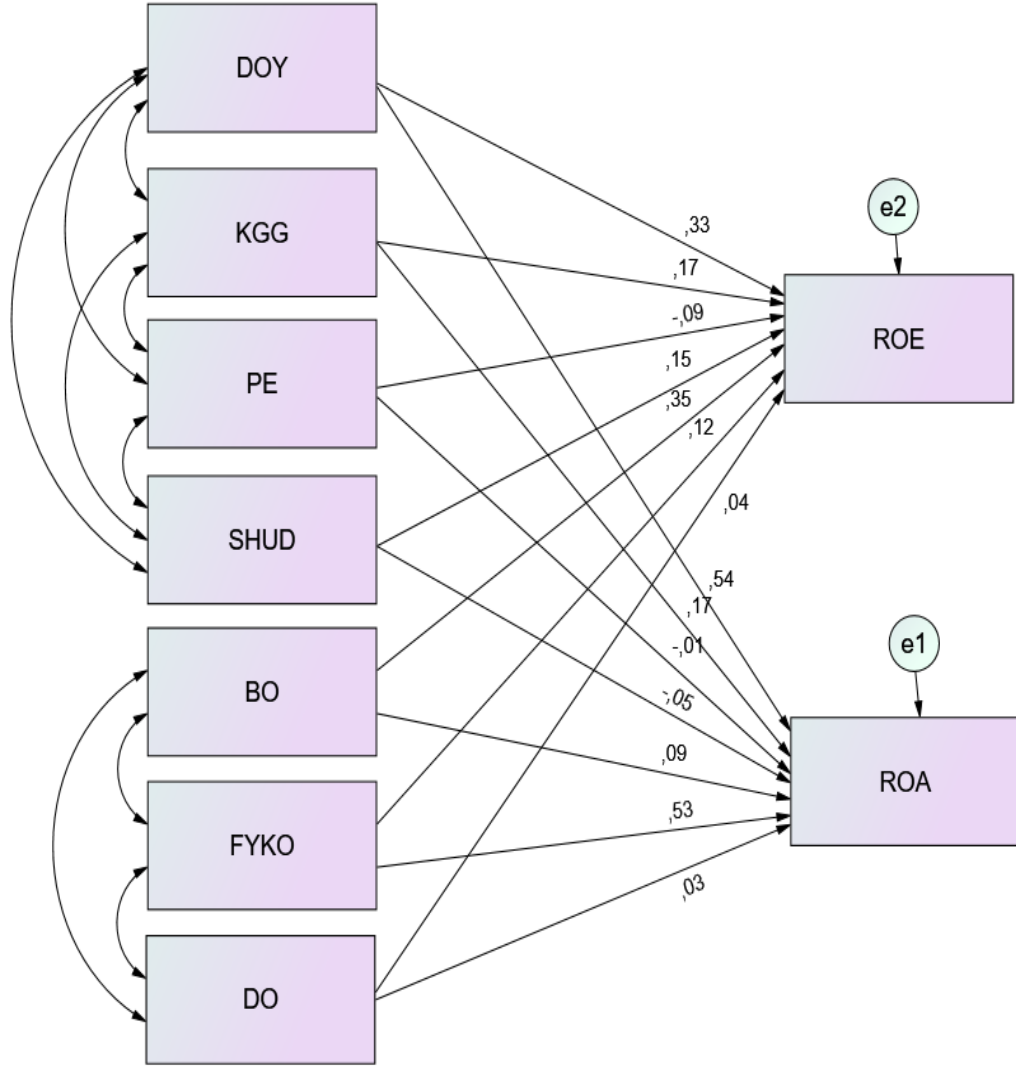 DOY
KGG
PE
SHUD
BO
FYKO
DO
,33
,17
-,09
,15
,35
,12
,04
,54
,17
-,01
-,05
,09
,53
,03
e2
ROE
e1
ROA